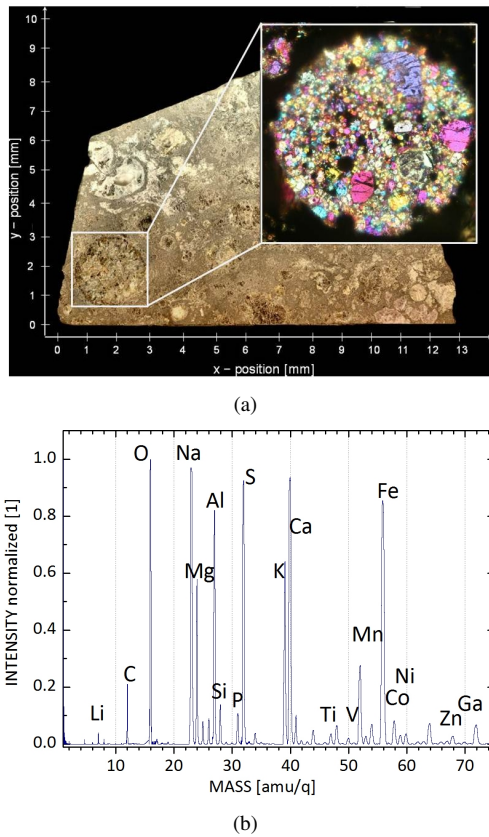 10
9
8
7
6
5
4
3
2
1
0
y – position [mm]
0 1 2 3 4 5 6 7 8 9 10 11 12 13
x – position [mm]
(a)
INTENSITY normalized [1]
1.0
0.8
0.6
0.4
0.2
0.0
Li
C
O
Na
Mg
Al
Si
P
S
K
Ca
Ti
V
Mn
Fe
Co
Ni
Zn
Ga
10 20 30 40 50 60 70
MASS [amu/q]
(b)